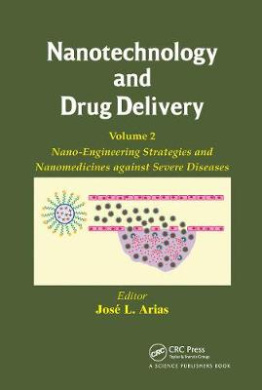 Nanotechnology
and
Drug Delivery
Volume 2
Nano-Engineering Strategies and
Nanomedicines against Severe Diseases
Editor
José L. Arias
CRC Press
Taylor & Francis Group
A SCIENCE PUBLISHERS BOOK